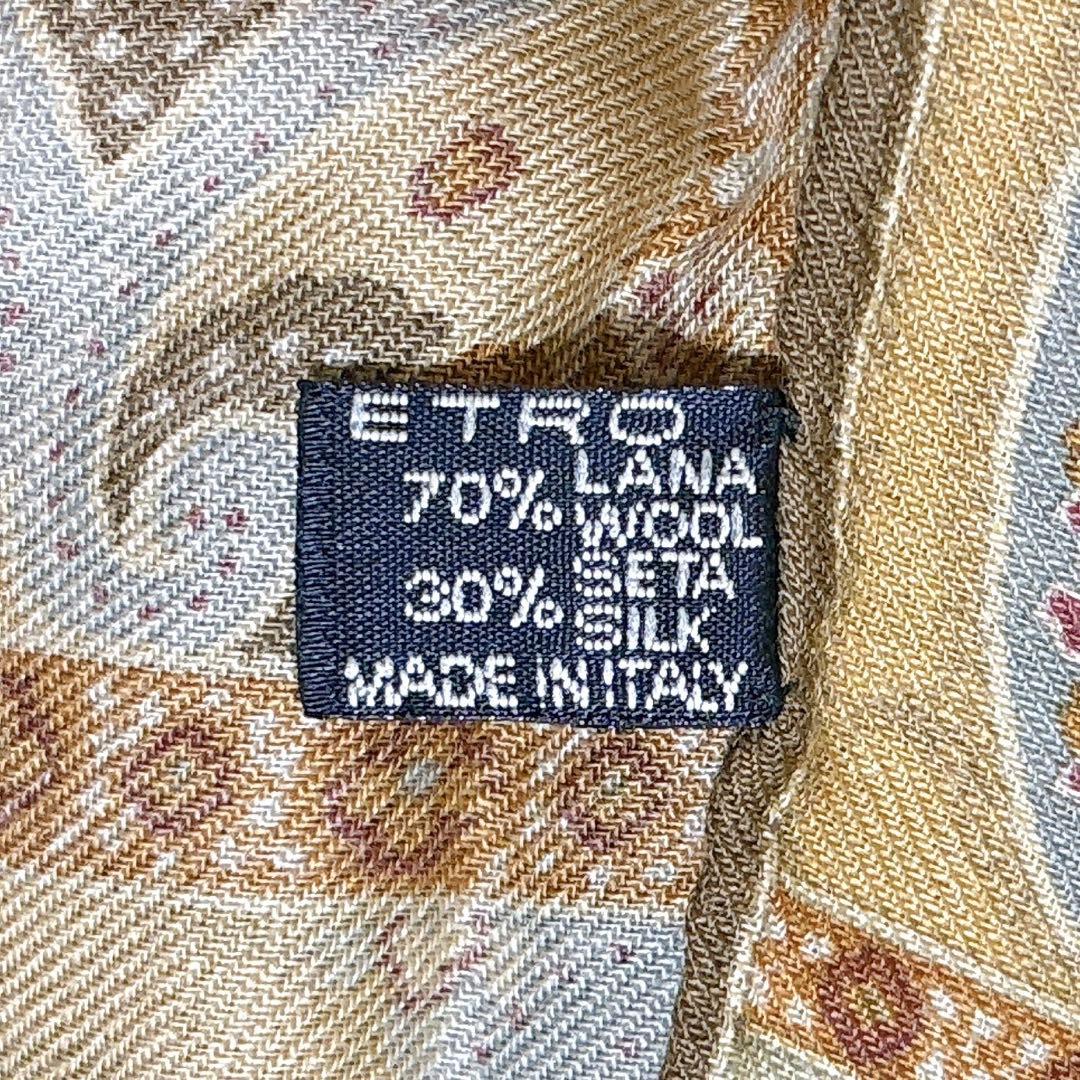 ETRO
70% LANA
WOOL
30% SETA
SILK
MADE IN ITALY